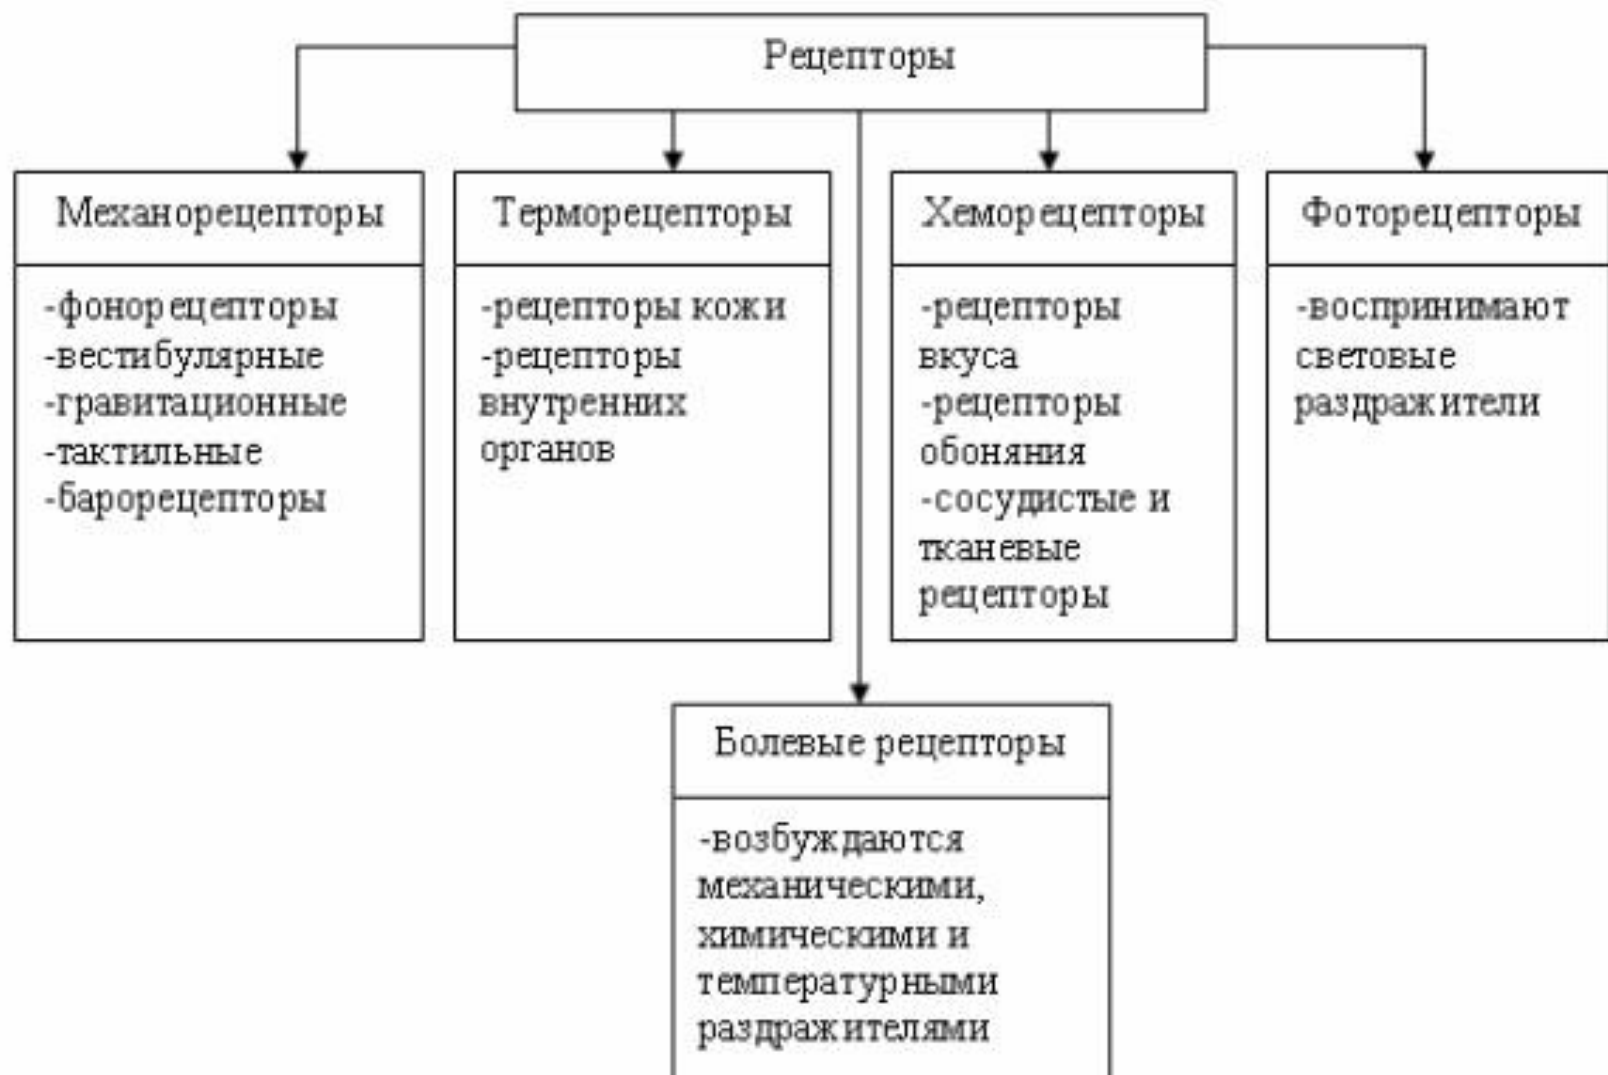 Рецепторы
Механорецепторы
-фонорецепторы
-вестибулярные
-гравитационные
-тактильные
-барорецепторы
Терморецепторы
-рецепторы кожи
-рецепторы
внутренних
органов
Хеморецепторы
-рецепторы
вкуса
-рецепторы
обоняния
-сосудистые и
тканевые
рецепторы
Фоторецепторы
-воспринимают
световые
раздражители
Болевые рецепторы
-возбуждаются
механическими,
химическими и
температурными
раздражителями